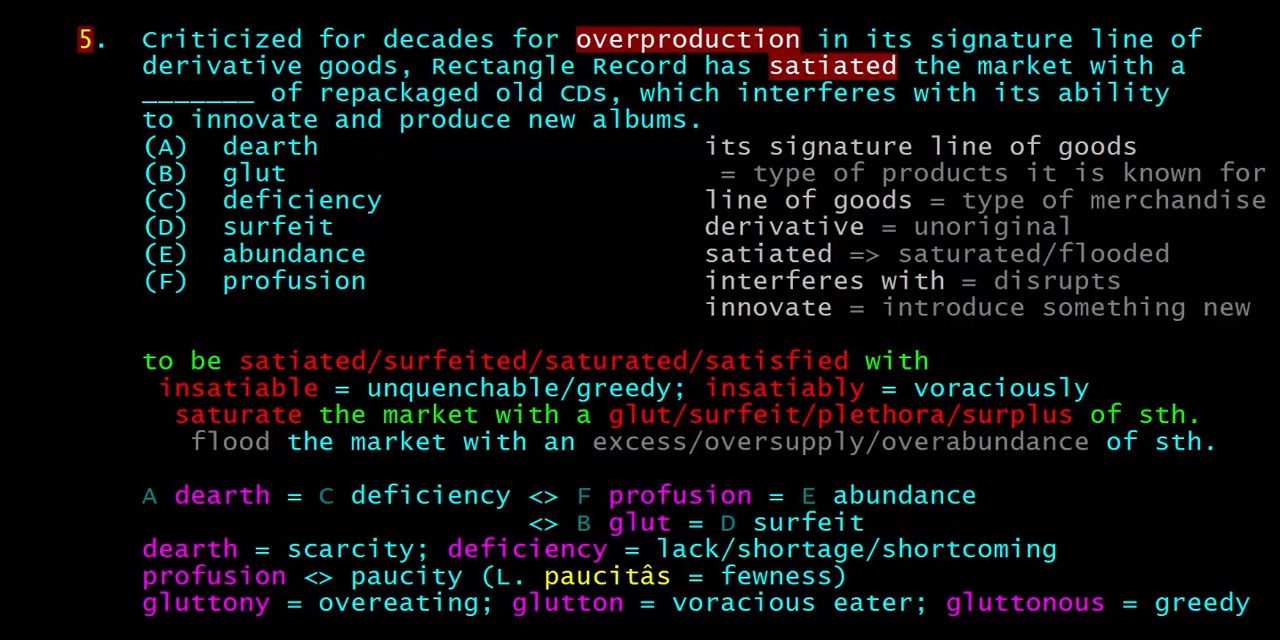 5. Criticized for decades for overproduction in its signature line of
derivative goods, Rectangle Record has satiated the market with a
_______ of repackaged old CDs, which interferes with its ability
to innovate and produce new albums.
(A) dearth its signature line of goods
(B) glut = type of products it is known for
(C) deficiency line of goods = type of merchandise
(D) surfeit derivative = unoriginal
(E) abundance satiated => saturated/flooded
(F) profusion interferes with = disrupts
innovate = introduce something new
to be satiated/surfeited/saturated/satisfied with
insatiable = unquenchable/greedy; insatiably = voraciously
saturate the market with a glut/surfeit/plethora/surplus of sth.
flood the market with an excess/oversupply/overabundance of sth.
A dearth = C deficiency <> F profusion = E abundance
<> B glut = D surfeit
dearth = scarcity; deficiency = lack/shortage/shortcoming
profusion <> paucity (L. paucitâs = fewness)
gluttony = overeating; glutton = voracious eater; gluttonous = greedy